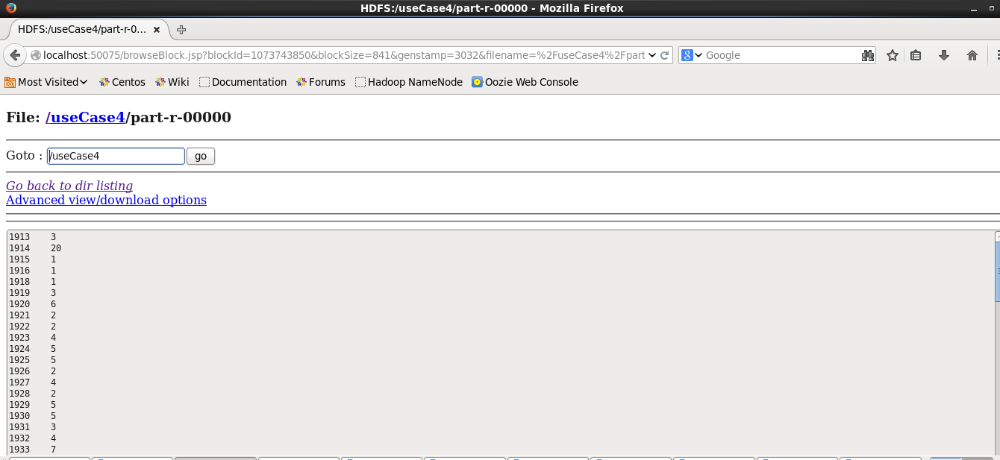 HDFS:/useCase4/part-r-00000 - Mozilla Firefox
HDFS:/useCase4/part-r-0...
localhost:50075/browseBlock.jsp?blockId=1073743850&blockSize=841&genstamp=3032&filename=%2FuseCase4%2Fpart Google
Most Visited Centos Wiki Documentation Forums Hadoop NameNode Oozie Web Console
File: /useCase4/part-r-00000
Goto : /useCase4 go
Go back to dir listing
Advanced view/download options
1913 3
1914 20
1915 1
1916 1
1918 1
1919 3
1920 6
1921 2
1922 2
1923 4
1924 5
1925 5
1926 2
1927 4
1928 2
1929 5
1930 5
1931 3
1932 4
1933 7